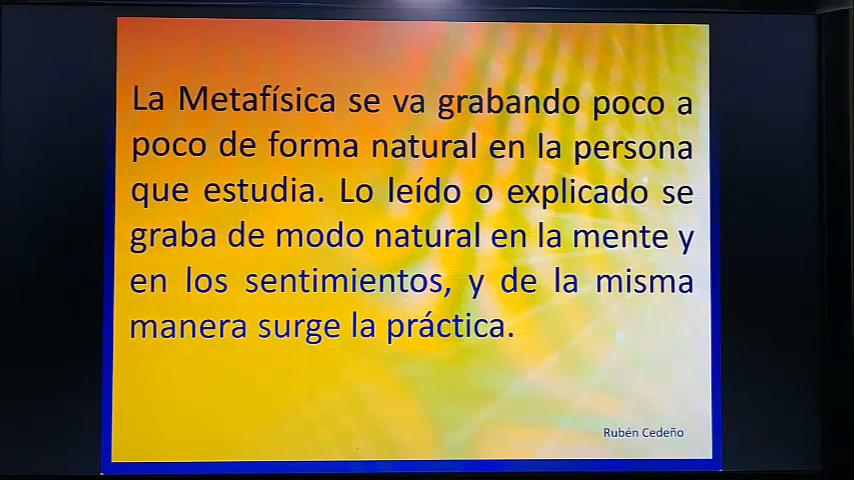 La Metafísica se va grabando poco a
poco de forma natural en la persona
que estudia. Lo leído o explicado se
graba de modo natural en la mente y
en los sentimientos, y de la misma
manera surge la práctica.
Rubén Cedeño